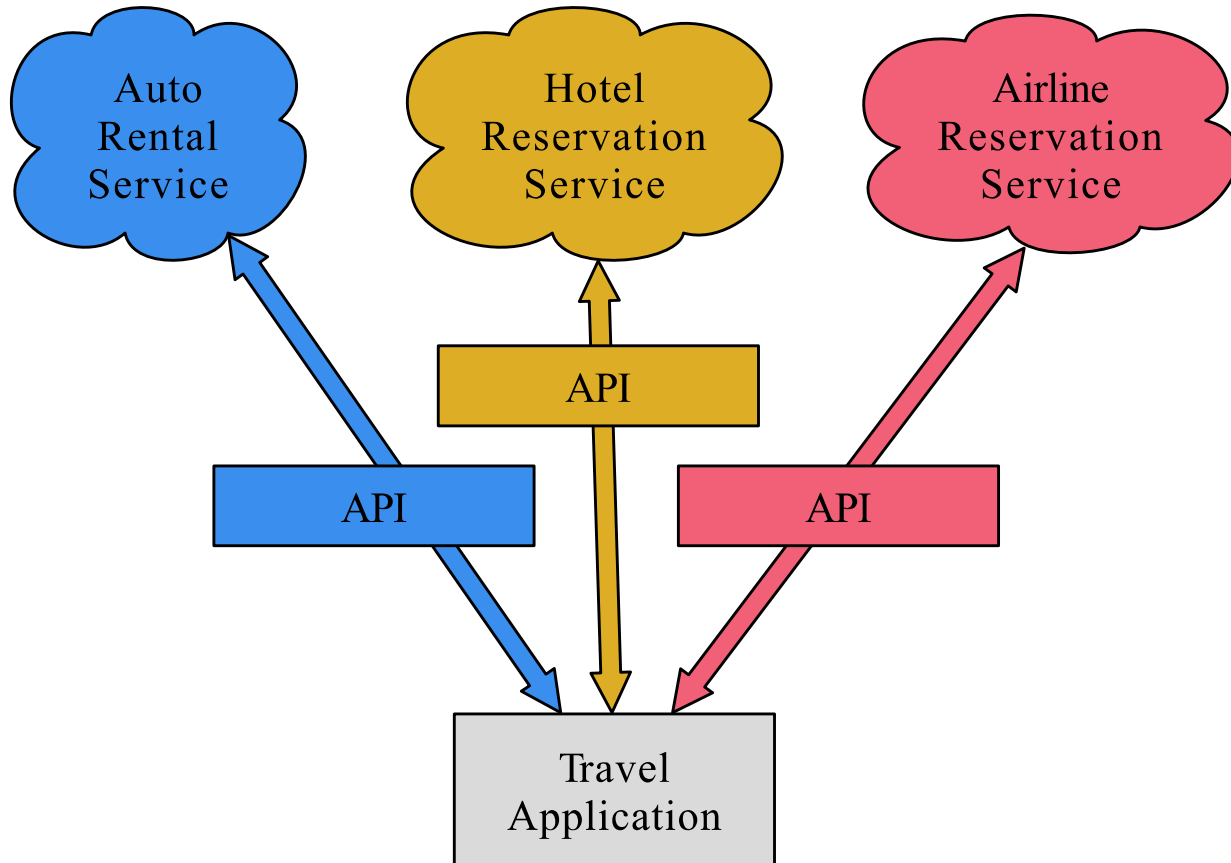 Auto
Rental
Service
Hotel
Reservation
Service
Airline
Reservation
Service
API
API
API
Travel
Application